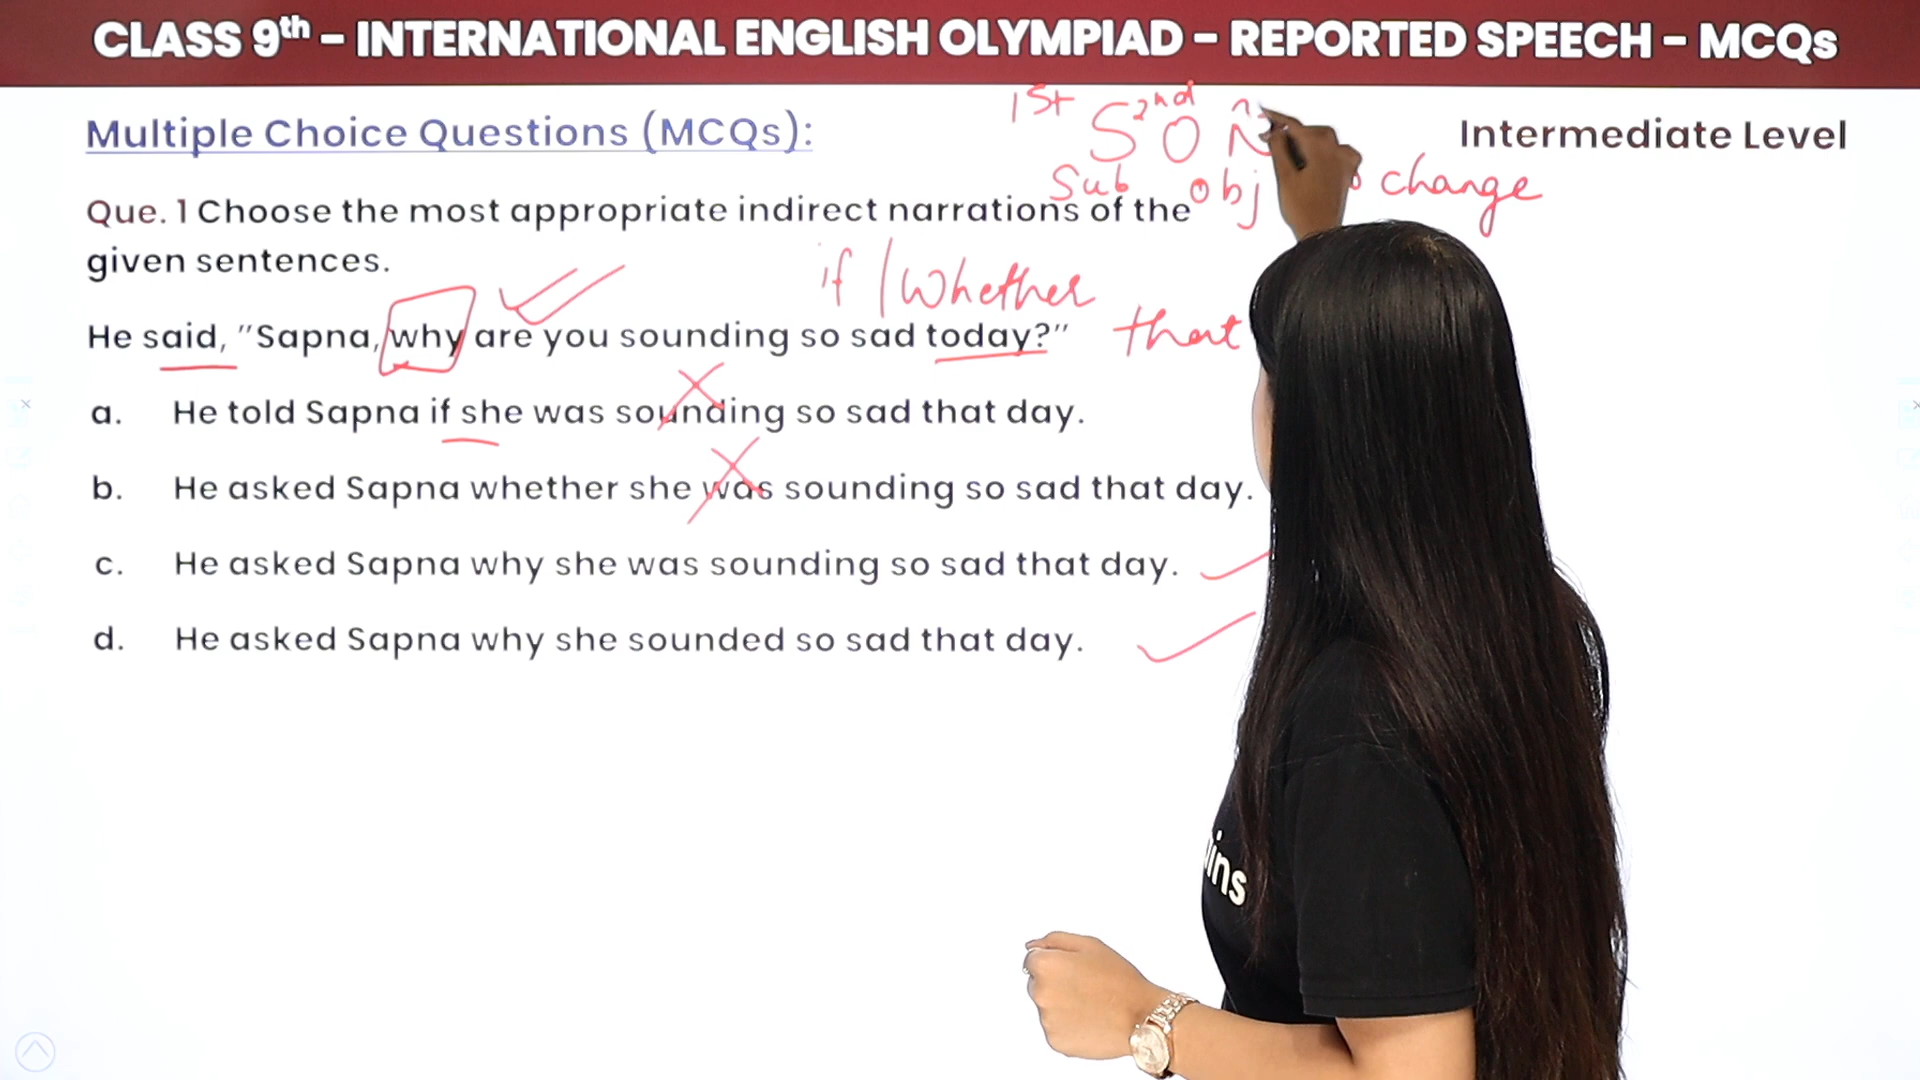 CLASS 9th – INTERNATIONAL ENGLISH OLYMPIAD – REPORTED SPEECH – MCQs
Multiple Choice Questions (MCQs):
1st 2nd
S O N
Intermediate Level
Sub obj change
Que. 1 Choose the most appropriate indirect narrations of the
given sentences.
if / Whether
He said, "Sapna, why are you sounding so sad today?" that
a. He told Sapna if she was sounding so sad that day.
b. He asked Sapna whether she was sounding so sad that day.
c. He asked Sapna why she was sounding so sad that day.
d. He asked Sapna why she sounded so sad that day.
ins